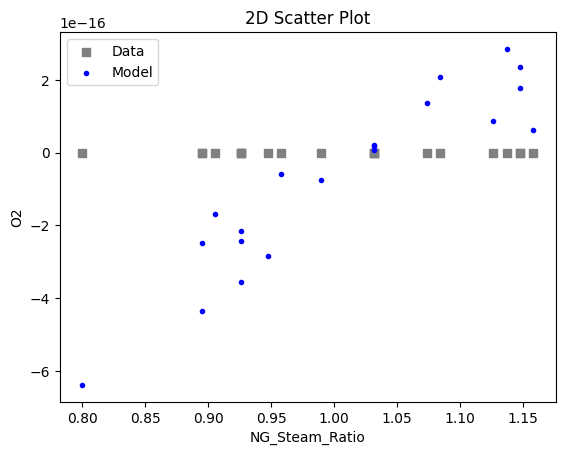 2D Scatter Plot
1e−16
Data
Model
2
0
−2
−4
−6
O2
0.80 0.85 0.90 0.95 1.00 1.05 1.10 1.15
NG_Steam_Ratio